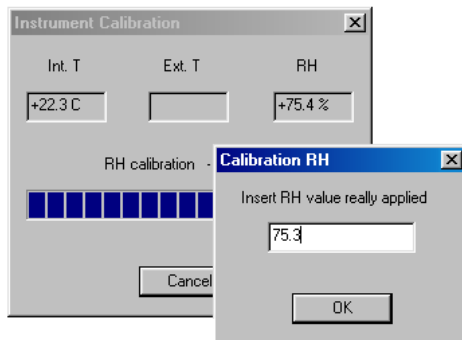 Instrument Calibration
Int. T Ext. T RH
+22.3 C +75.4 %
RH calibration -
Cancel
Calibration RH
Insert RH value really applied
75.3
OK